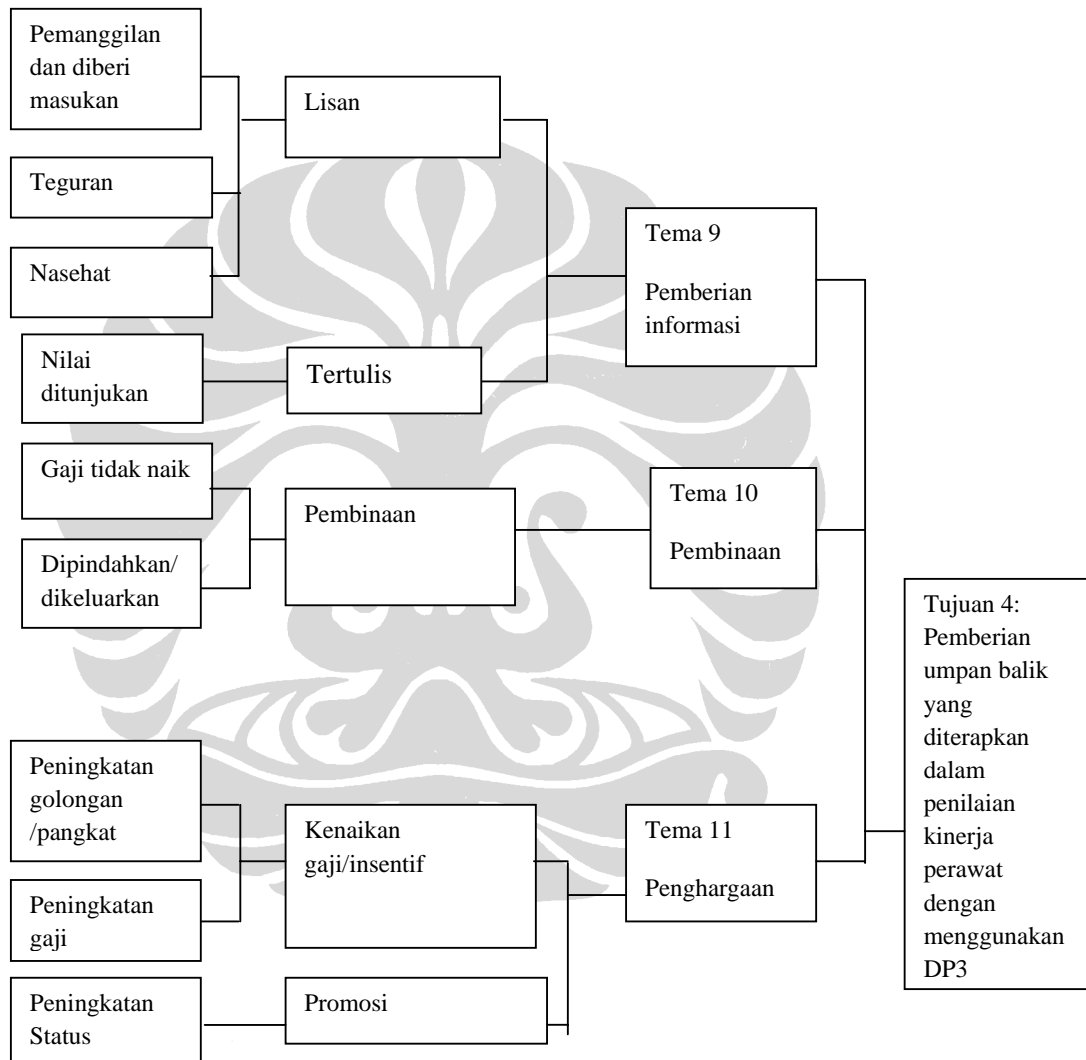 Pemanggilan
dan diberi
masukan
Teguran
Nasehat
Nilai
ditunjukan
Gaji tidak naik
Dipindahkan/
dikeluarkan
Peningkatan
golongan
/pangkat
Peningkatan
gaji
Peningkatan
Status
Lisan
Tertulis
Pembinaan
Kenaikan
gaji/insentif
Promosi
Tema 9
Pemberian
informasi
Tema 10
Pembinaan
Tema 11
Penghargaan
Tujuan 4:
Pemberian
umpan balik
yang
diterapkan
dalam
penilaian
kinerja
perawat
dengan
menggunakan
DP3